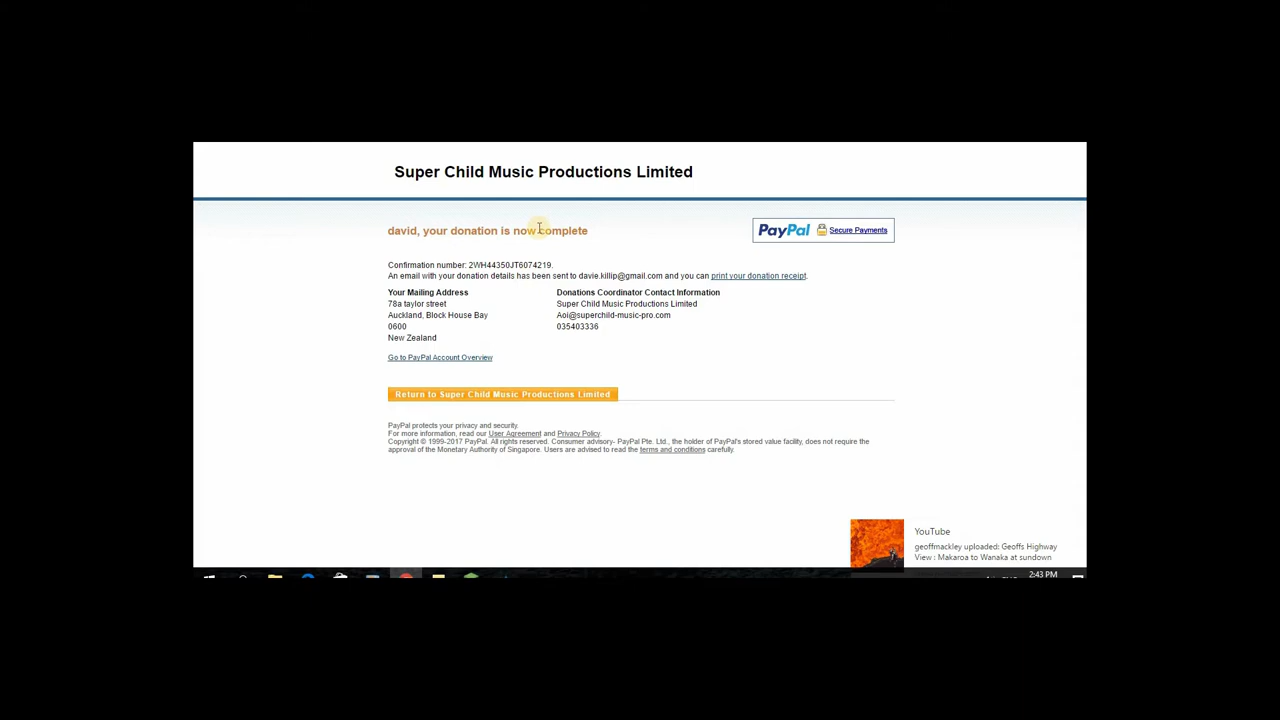 Super Child Music Productions Limited
david, your donation is now complete
PayPal Secure Payments
Confirmation number: 2WH44350JT6074219.
An email with your donation details has been sent to davie.killip@gmail.com and you can print your donation receipt.
Your Mailing Address
78a taylor street
Auckland, Block House Bay
0600
New Zealand
Donations Coordinator Contact Information
Super Child Music Productions Limited
Aoi@superchild-music-pro.com
035403336
Go to PayPal Account Overview
Return to Super Child Music Productions Limited
PayPal protects your privacy and security.
For more information, read our User Agreement and Privacy Policy.
Copyright © 1999-2017 PayPal. All rights reserved. Consumer advisory- PayPal Pte. Ltd., the holder of PayPal's stored value facility, does not require the
approval of the Monetary Authority of Singapore. Users are advised to read the terms and conditions carefully.
YouTube
geoffmackley uploaded: Geoffs Highway
View : Makaroa to Wanaka at sundown
2:43 PM